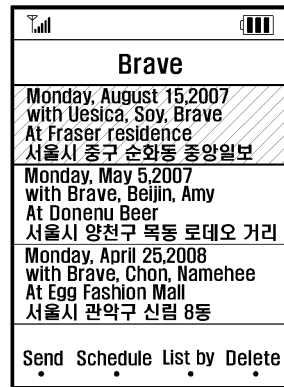 Brave
Monday, August 15,2007
with Uesica, Soy, Brave
At Fraser residence
서울시 중구 순화동 중앙일보
Monday, May 5,2007
with Brave, Beijin, Amy
At Donenu Beer
서울시 양천구 목동 로데오 거리
Monday, April 25,2008
with Brave, Chon, Namehee
At Egg Fashion Mall
서울시 관악구 신림 8동
Send Schedule List by Delete